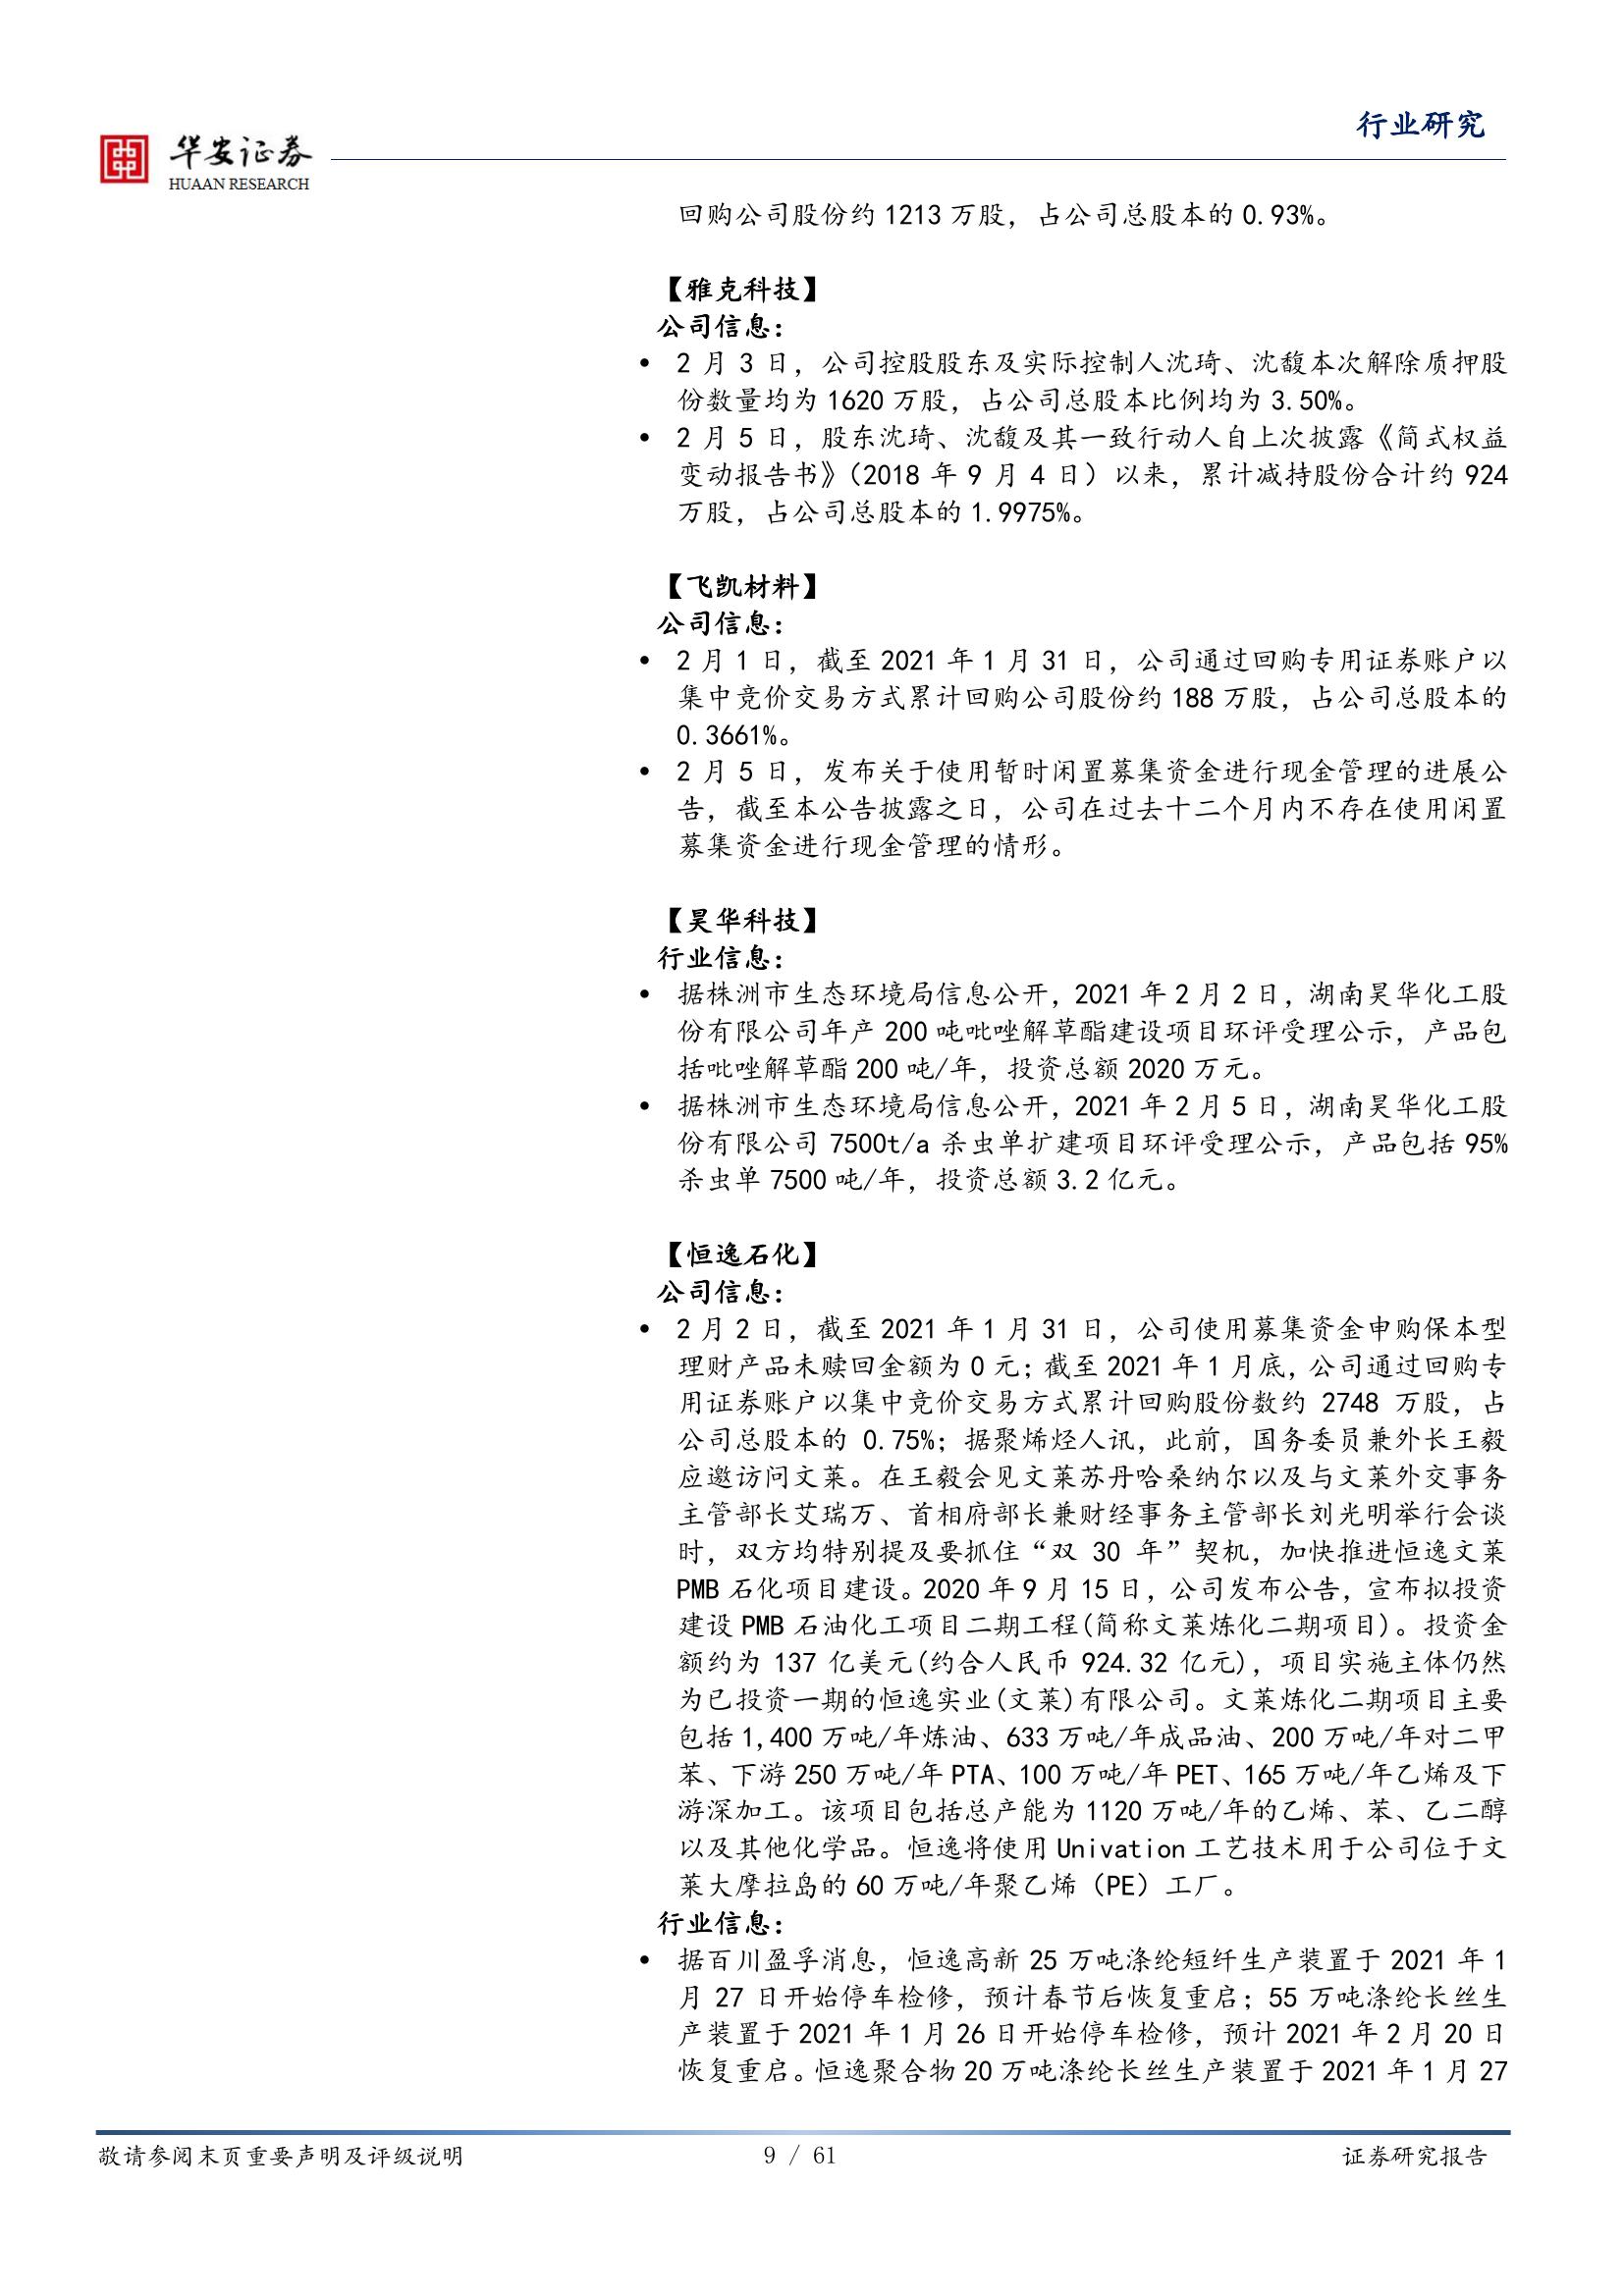 行业研究
华安证券
HUAAN RESEARCH
回购公司股份约 1213 万股，占公司总股本的 0.93%。
【雅克科技】
公司信息：
• 2 月 3 日，公司控股股东及实际控制人沈琦、沈馥本次解除质押股
份数量均为 1620 万股，占公司总股本比例均为 3.50%。
• 2 月 5 日，股东沈琦、沈馥及其一致行动人自上次披露《简式权益
变动报告书》（2018 年 9 月 4 日）以来，累计减持股份合计约 924
万股，占公司总股本的 1.9975%。
【飞凯材料】
公司信息：
• 2 月 1 日，截至 2021 年 1 月 31 日，公司通过回购专用证券账户以
集中竞价交易方式累计回购公司股份约 188 万股，占公司总股本的
0.3661%。
• 2 月 5 日，发布关于使用暂时闲置募集资金进行现金管理的进展公
告，截至本公告披露之日，公司在过去十二个月内不存在使用闲置
募集资金进行现金管理的情形。
【昊华科技】
行业信息：
• 据株洲市生态环境局信息公开，2021 年 2 月 2 日，湖南昊华化工股
份有限公司年产 200 吨吡唑解草酯建设项目环评受理公示，产品包
括吡唑解草酯 200 吨/年，投资总额 2020 万元。
• 据株洲市生态环境局信息公开，2021 年 2 月 5 日，湖南昊华化工股
份有限公司 7500t/a 杀虫单扩建项目环评受理公示，产品包括 95%
杀虫单 7500 吨/年，投资总额 3.2 亿元。
【恒逸石化】
公司信息：
• 2 月 2 日，截至 2021 年 1 月 31 日，公司使用募集资金申购保本型
理财产品未赎回金额为 0 元；截至 2021 年 1 月底，公司通过回购专
用证券账户以集中竞价交易方式累计回购股份数约 2748 万股，占
公司总股本的 0.75%；据聚烯烃人讯，此前，国务委员兼外长王毅
应邀访问文莱。在王毅会见文莱苏丹哈桑纳尔以及与文莱外交事务
主管部长艾瑞万、首相府部长兼财经事务主管部长刘光明举行会谈
时，双方均特别提及要抓住“双 30 年”契机，加快推进恒逸文莱
PMB 石化项目建设。2020 年 9 月 15 日，公司发布公告，宣布拟投资
建设 PMB 石油化工项目二期工程(简称文莱炼化二期项目)。投资金
额约为 137 亿美元(约合人民币 924.32 亿元)，项目实施主体仍然
为已投资一期的恒逸实业(文莱)有限公司。文莱炼化二期项目主要
包括 1,400 万吨/年炼油、633 万吨/年成品油、200 万吨/年对二甲
苯、下游 250 万吨/年 PTA、100 万吨/年 PET、165 万吨/年乙烯及下
游深加工。该项目包括总产能为 1120 万吨/年的乙烯、苯、乙二醇
以及其他化学品。恒逸将使用 Univation 工艺技术用于公司位于文
莱大摩拉岛的 60 万吨/年聚乙烯（PE）工厂。
行业信息：
• 据百川盈孚消息，恒逸高新 25 万吨涤纶短纤生产装置于 2021 年 1
月 27 日开始停车检修，预计春节后恢复重启；55 万吨涤纶长丝生
产装置于 2021 年 1 月 26 日开始停车检修，预计 2021 年 2 月 20 日
恢复重启。恒逸聚合物 20 万吨涤纶长丝生产装置于 2021 年 1 月 27
敬请参阅末页重要声明及评级说明 9 / 61 证券研究报告